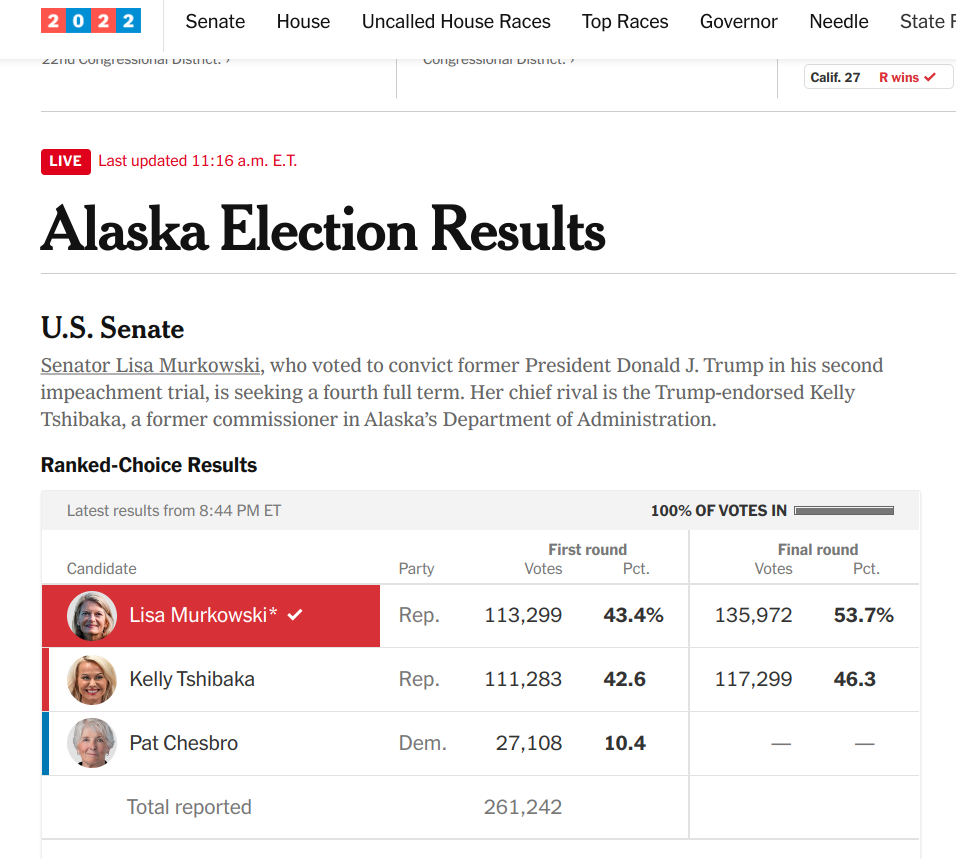 2022 Senate House Uncalled House Races Top Races Governor Needle State
22nd Congressional District. › Congressional District. ›
Calif. 27 R wins ✓
LIVE Last updated 11:16 a.m. E.T.
Alaska Election Results
U.S. Senate
Senator Lisa Murkowski, who voted to convict former President Donald J. Trump in his second
impeachment trial, is seeking a fourth full term. Her chief rival is the Trump-endorsed Kelly
Tshibaka, a former commissioner in Alaska’s Department of Administration.
Ranked-Choice Results
Latest results from 8:44 PM ET 100% OF VOTES IN
First round Final round
Candidate Party Votes Pct. Votes Pct.
Lisa Murkowski* ✓ Rep. 113,299 43.4% 135,972 53.7%
Kelly Tshibaka Rep. 111,283 42.6 117,299 46.3
Pat Chesbro Dem. 27,108 10.4 — —
Total reported 261,242